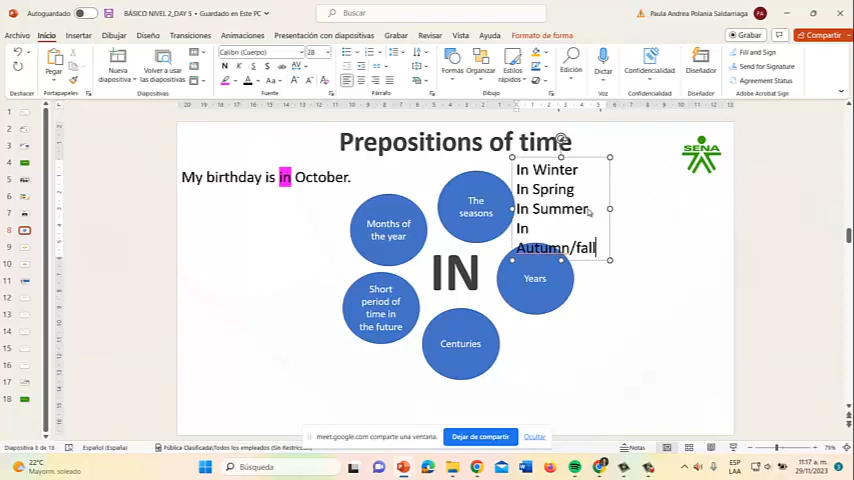 Autoguardado
BÁSICO NIVEL 2_DAY 5 • Guardado en Este PC
Buscar
Paula Andrea Polania Saldarriaga
PA
Archivo
Inicio
Insertar
Dibujar
Diseño
Transiciones
Animaciones
Presentación con diapositivas
Grabar
Revisar
Vista
Ayuda
Formato de forma
Grabar
Compartir
Pegar
Nueva diapositiva
Volver a usar diapositivas
Calibri (Cuerpo)
28
Formas
Organizar
Estilos rápidos
Edición
Dictar
Confidencialidad
Diseñador
Fill and Sign
Send for Signature
Agreement Status
Deshacer
Portapapeles
Diapositivas
Fuente
Párrafo
Dibujo
Voz
Confidencialidad
Diseñador
Adobe Acrobat Sign
Prepositions of time
SENA
My birthday is in October.
In Winter
In Spring
In Summer
In
Autumn/fall
The
seasons
Months of
the year
IN
Years
Short
period of
time in
the future
Centuries
meet.google.com comparte una ventana.
Dejar de compartir
Ocultar
Diapositiva 8 de 18
Español (España)
Notas
79%
22°C
Mayorm. soleado
Búsqueda
ESP
LAA
11:17 a. m.
29/11/2023